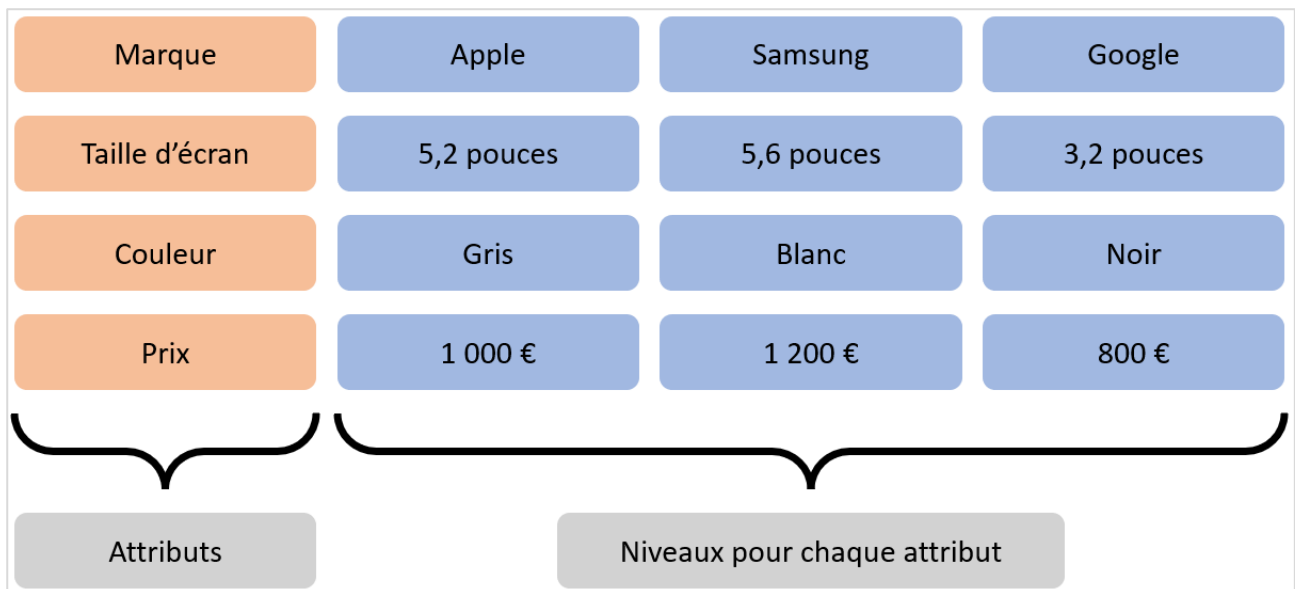 Marque Apple Samsung Google
Taille d’écran 5,2 pouces 5,6 pouces 3,2 pouces
Couleur Gris Blanc Noir
Prix 1 000 € 1 200 € 800 €
Attributs Niveaux pour chaque attribut